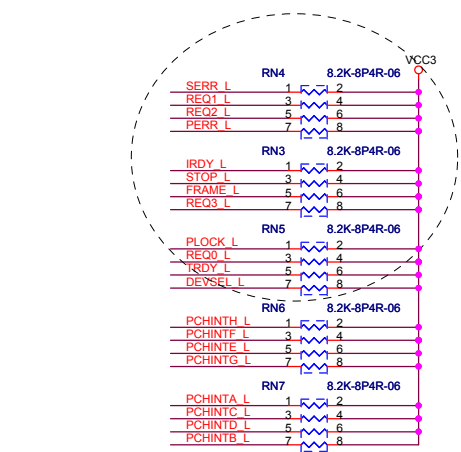 VCC3
RN4 8.2K-8P4R-06
SERR_L 1 2
REQ1_L 3 4
REQ2_L 5 6
PERR_L 7 8
RN3 8.2K-8P4R-06
IRDY_L 1 2
STOP_L 3 4
FRAME_L 5 6
REQ3_L 7 8
RN5 8.2K-8P4R-06
PLOCK_L 1 2
REQ0_L 3 4
TRDY_L 5 6
DEVSEL_L 7 8
RN6 8.2K-8P4R-06
PCHINTH_L 1 2
PCHINTF_L 3 4
PCHINTE_L 5 6
PCHINTG_L 7 8
RN7 8.2K-8P4R-06
PCHINTA_L 1 2
PCHINTC_L 3 4
PCHINTD_L 5 6
PCHINTB_L 7 8